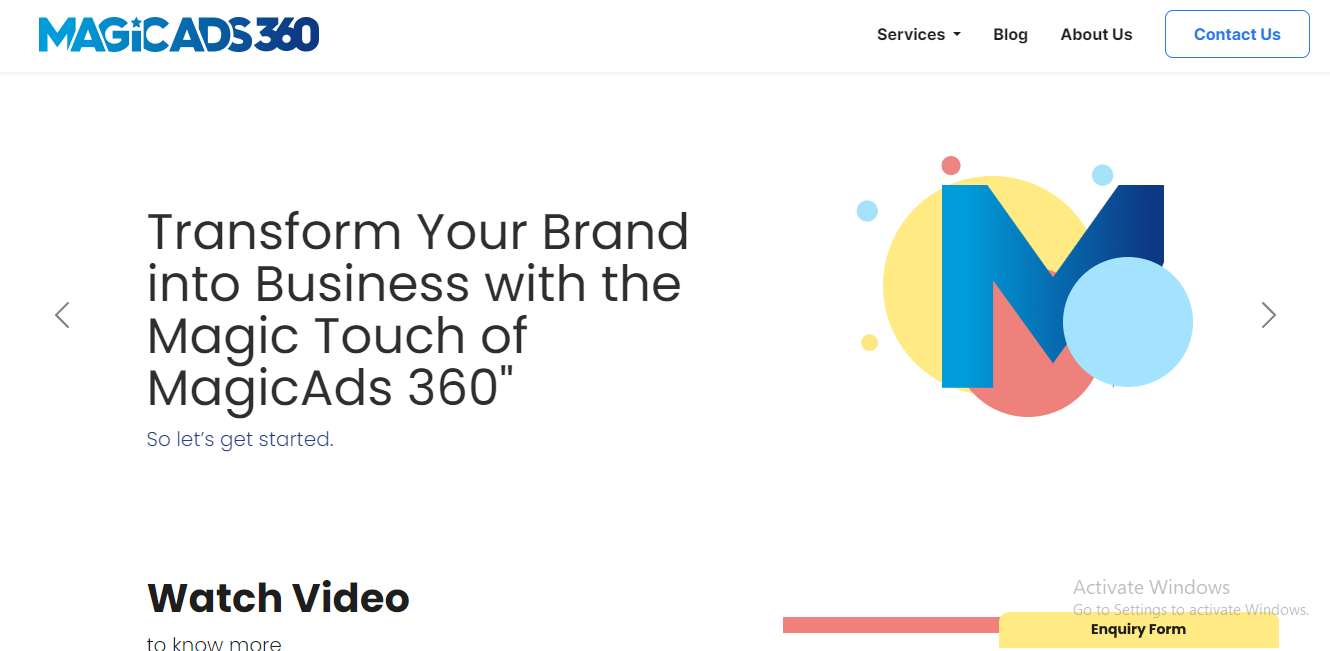 MAGICADS360
Services
Blog
About Us
Contact Us
Transform Your Brand
into Business with the
Magic Touch of
MagicAds 360"
So let's get started.
M
Watch Video
to know more
Activate Windows
Go to Settings to activate Windows.
Enquiry Form